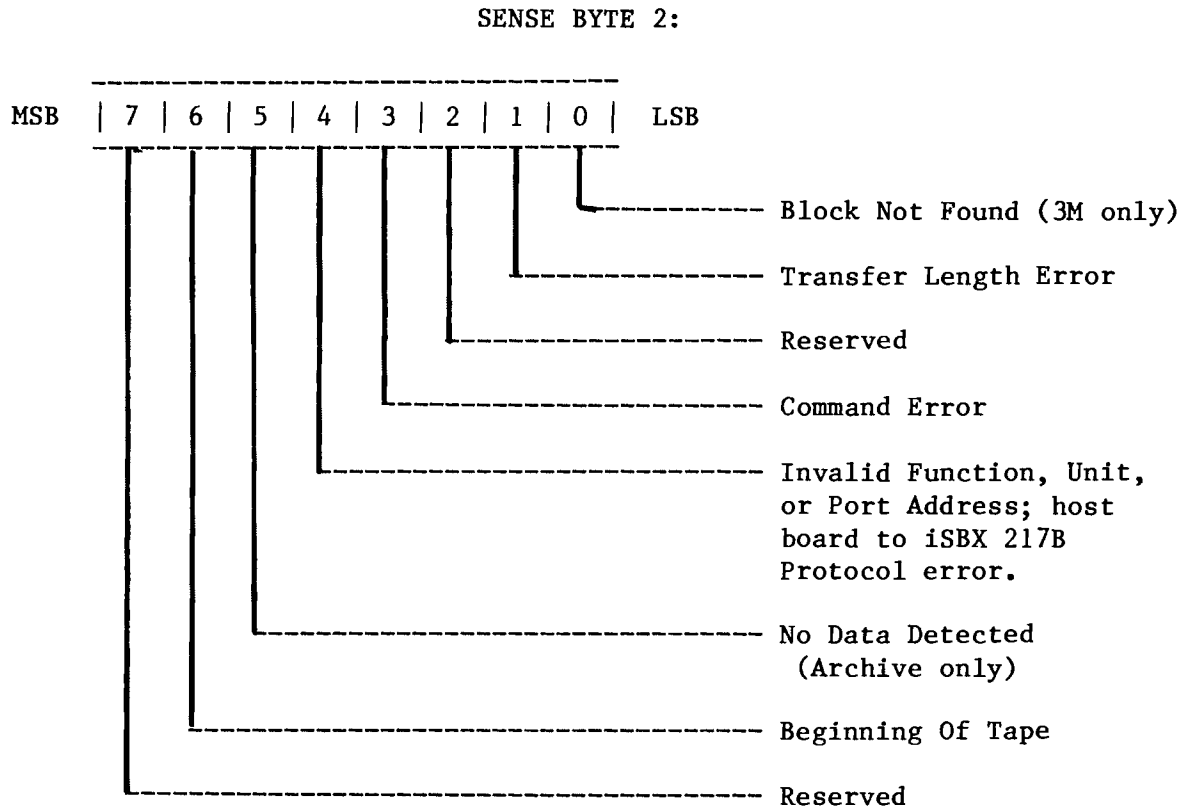 SENSE BYTE 2:
MSB | 7 | 6 | 5 | 4 | 3 | 2 | 1 | 0 | LSB
Block Not Found (3M only)
Transfer Length Error
Reserved
Command Error
Invalid Function, Unit,
or Port Address; host
board to iSBX 217B
Protocol error.
No Data Detected
(Archive only)
Beginning Of Tape
Reserved